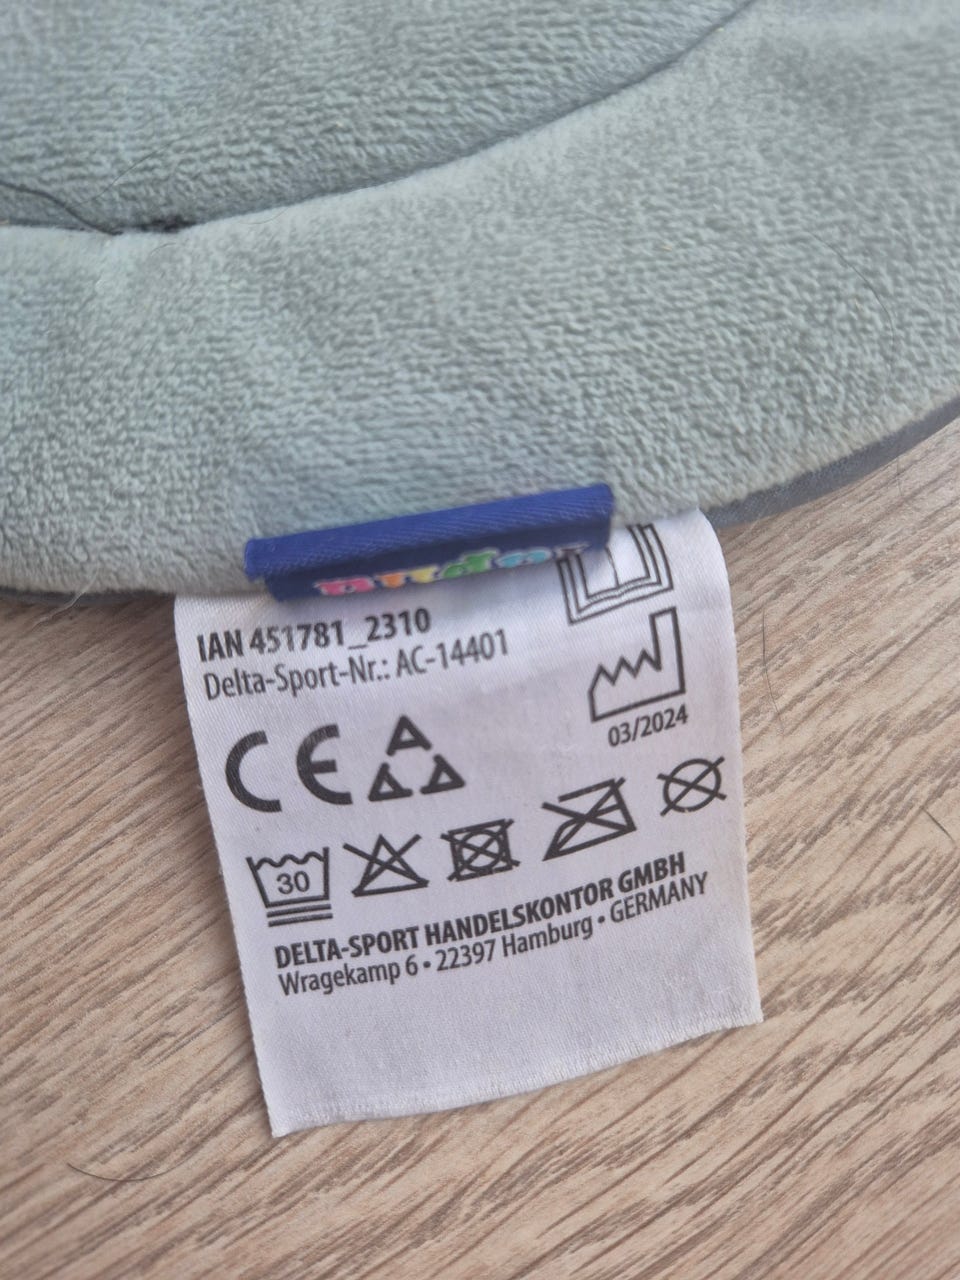 IAN 451781_2310
Delta-Sport-Nr.: AC-14401
03/2024
CE
30
DELTA-SPORT HANDELSKONTOR GMBH
Wragekamp 6 • 22397 Hamburg • GERMANY